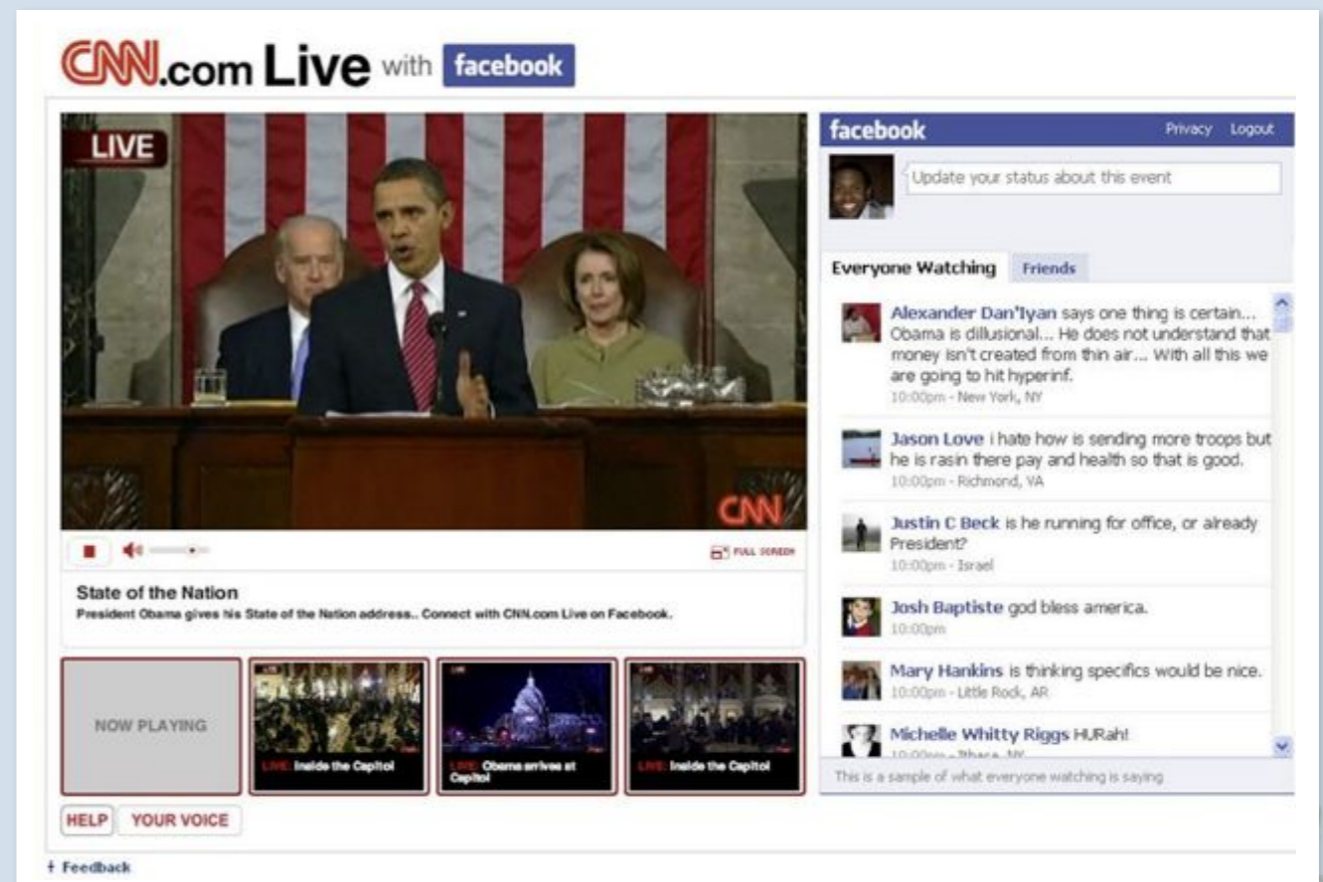 CNN.com Live with facebook
LIVE
CNN
FULL SCREEN
State of the Nation
President Obama gives his State of the Nation address.. Connect with CNN.com Live on Facebook.
NOW PLAYING
LIVE: Inside the Capitol
LIVE: Obama arrives at
Capitol
LIVE: Inside the Capitol
HELP
YOUR VOICE
Feedback
facebook
Privacy Logout
Update your status about this event
Everyone Watching
Friends
Alexander Dan'Iyan says one thing is certain...
Obama is dillusional... He does not understand that
money isn't created from thin air... With all this we
are going to hit hyperinf.
10:00pm - New York, NY
Jason Love i hate how is sending more troops but
he is rasin there pay and health so that is good.
10:00pm - Richmond, VA
Justin C Beck is he running for office, or already
President?
10:00pm - Israel
Josh Baptiste god bless america.
10:00pm
Mary Hankins is thinking specifics would be nice.
10:00pm - Little Rock, AR
Michelle Whitty Riggs HURah!
10:00pm - Ithaca, NY
This is a sample of what everyone watching is saying